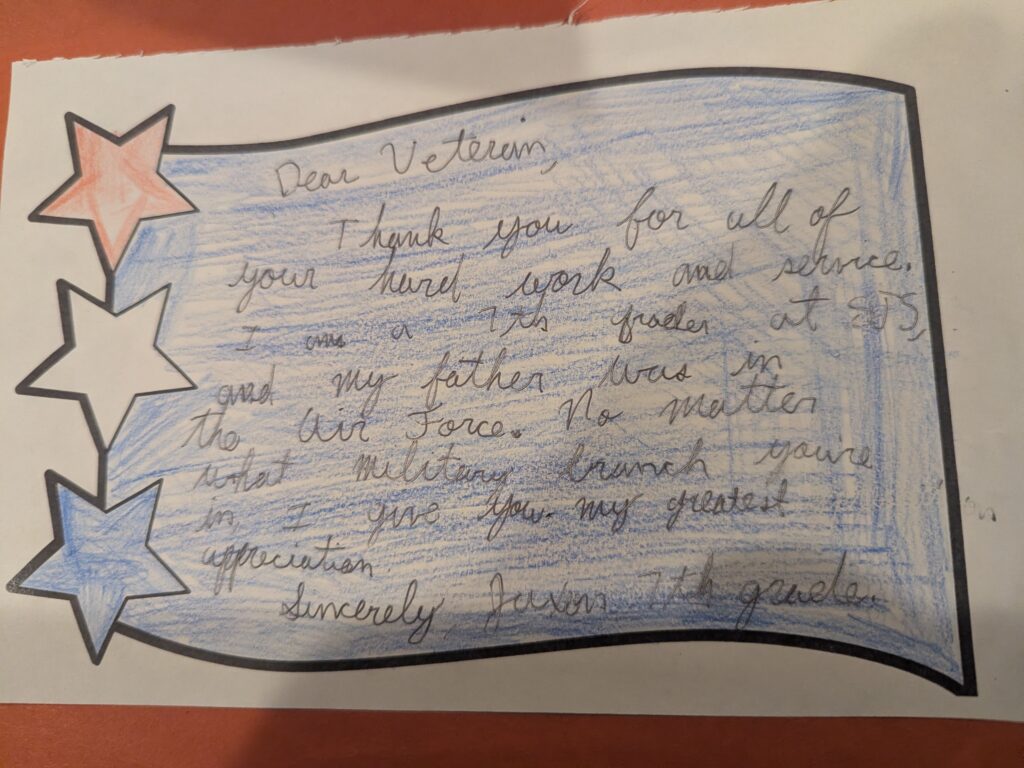 Dear Veteran,
Thank you for all of
your hard work and service.
I am a 7th grader at SJS,
and my father was in
the Air Force. No matter
what military branch you're
in, I give you my greatest
appreciation.
Sincerely, 7th grade.